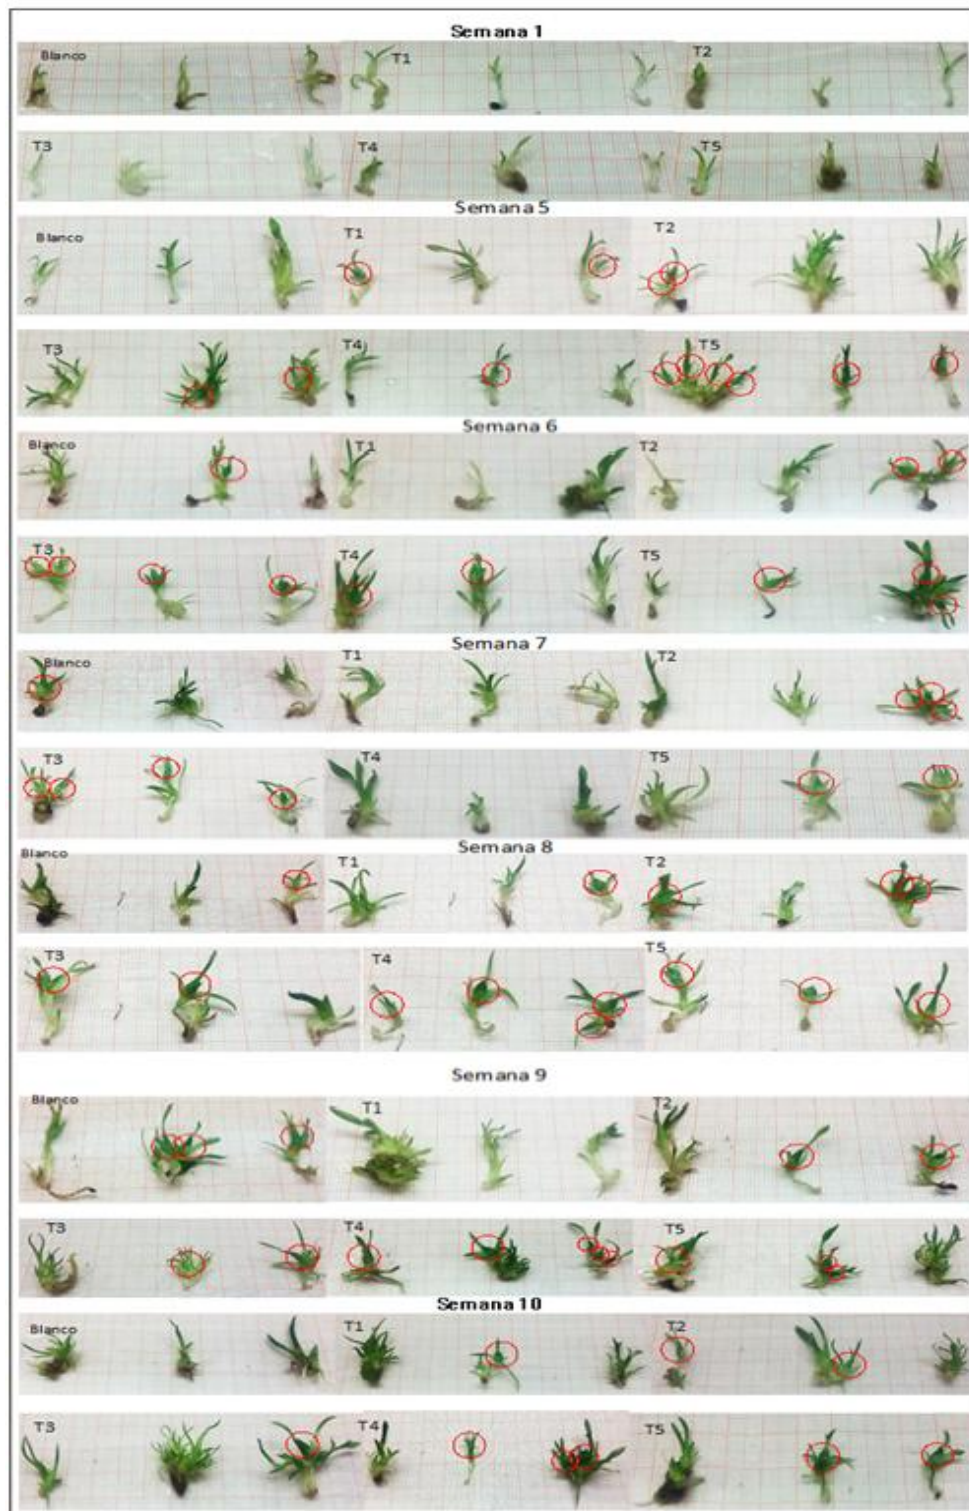 Semana 1
Blanco T1 T2
T3 T4 T5
Semana 5
Blanco T1 T2
T3 T4 T5
Semana 6
Blanco T1 T2
T3 T4 T5
Semana 7
Blanco T1 T2
T3 T4 T5
Semana 8
Blanco T1 T2
T3 T4 T5
Semana 9
Blanco T1 T2
T3 T4 T5
Semana 10
Blanco T1 T2
T3 T4 T5